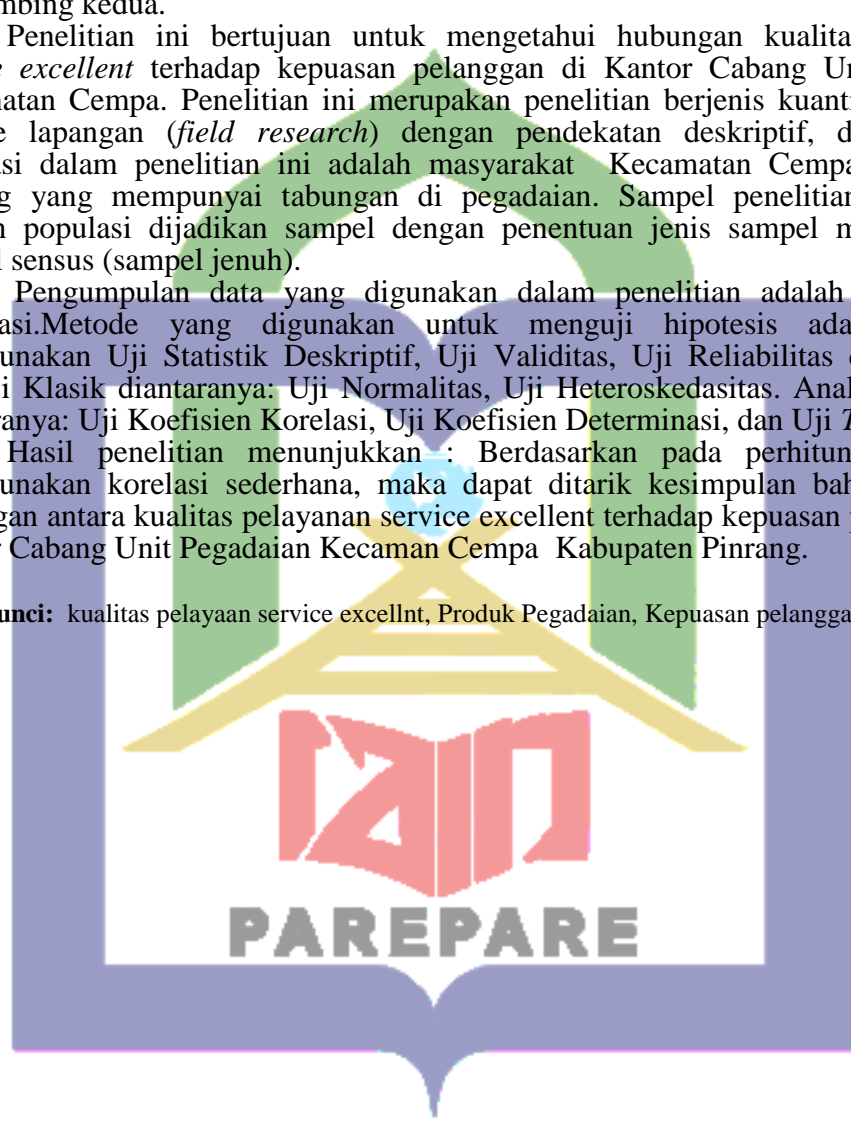 mbing kedua.
Penelitian ini bertujuan untuk mengetahui hubungan kualita
e excellent terhadap kepuasan pelanggan di Kantor Cabang Un
natan Cempa. Penelitian ini merupakan penelitian berjenis kuanti
e lapangan (field research) dengan pendekatan deskriptif, d
si dalam penelitian ini adalah masyarakat Kecamatan Cempa
g yang mempunyai tabungan di pegadaian. Sampel penelitian
n populasi dijadikan sampel dengan penentuan jenis sampel m
l sensus (sampel jenuh).
Pengumpulan data yang digunakan dalam penelitian adalah
asi.Metode yang digunakan untuk menguji hipotesis ada
unakan Uji Statistik Deskriptif, Uji Validitas, Uji Reliabilitas
i Klasik diantaranya: Uji Normalitas, Uji Heteroskedasitas. Anal
ranya: Uji Koefisien Korelasi, Uji Koefisien Determinasi, dan Uji T
Hasil penelitian menunjukkan : Berdasarkan pada perhitun
unakan korelasi sederhana, maka dapat ditarik kesimpulan bah
gan antara kualitas pelayanan service excellent terhadap kepuasan p
r Cabang Unit Pegadaian Kecaman Cempa Kabupaten Pinrang.
unci: kualitas pelayaan service excellnt, Produk Pegadaian, Kepuasan pelangga
iain
PAREPARE